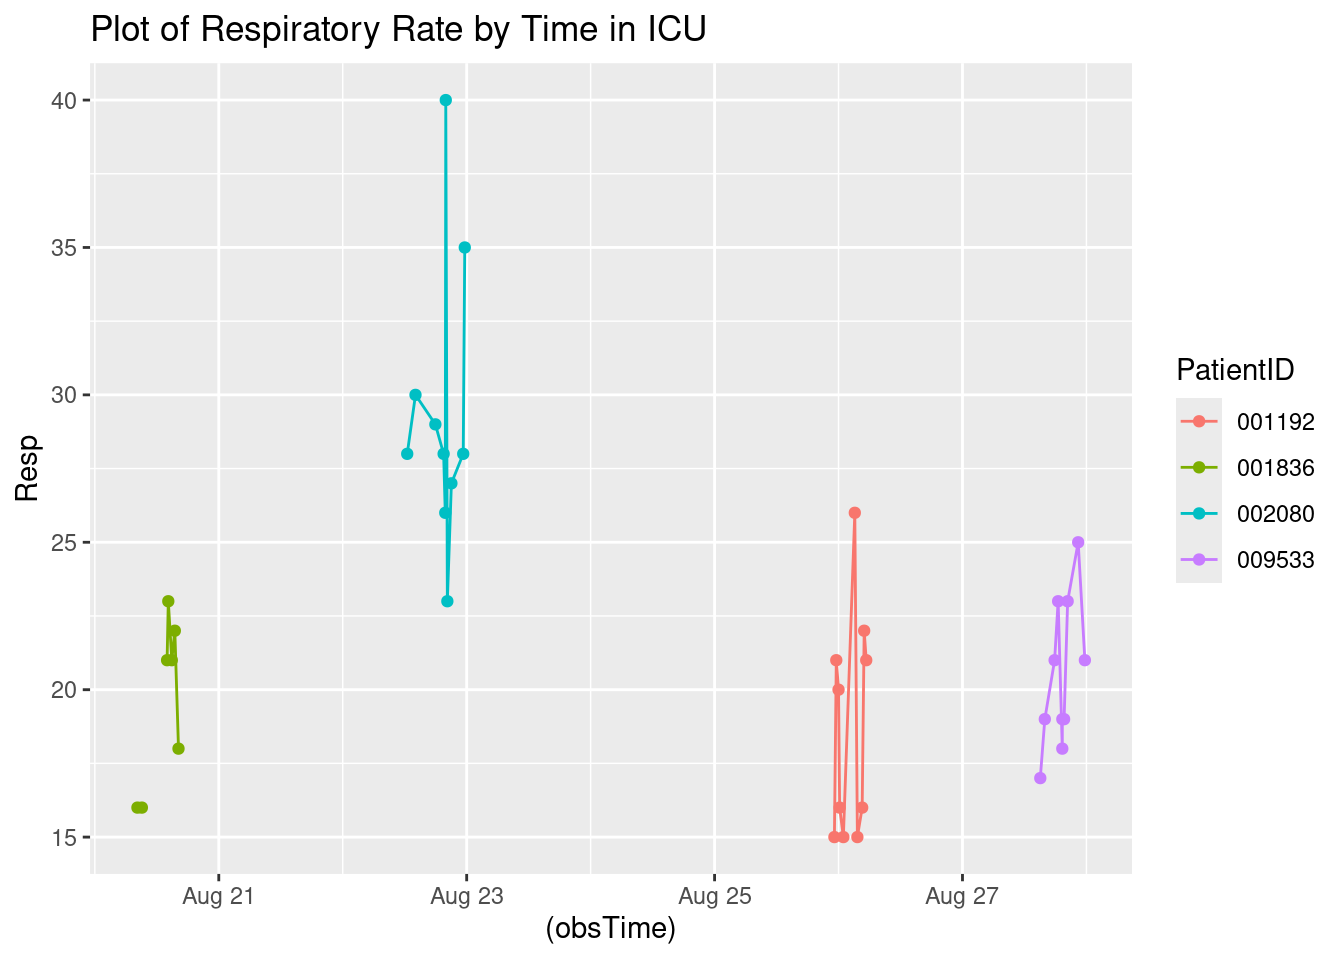 Plot of Respiratory Rate by Time in ICU
40
35
30
25
20
15
Resp
Aug 21
Aug 23
Aug 25
Aug 27
(obsTime)
PatientID
001192
001836
002080
009533